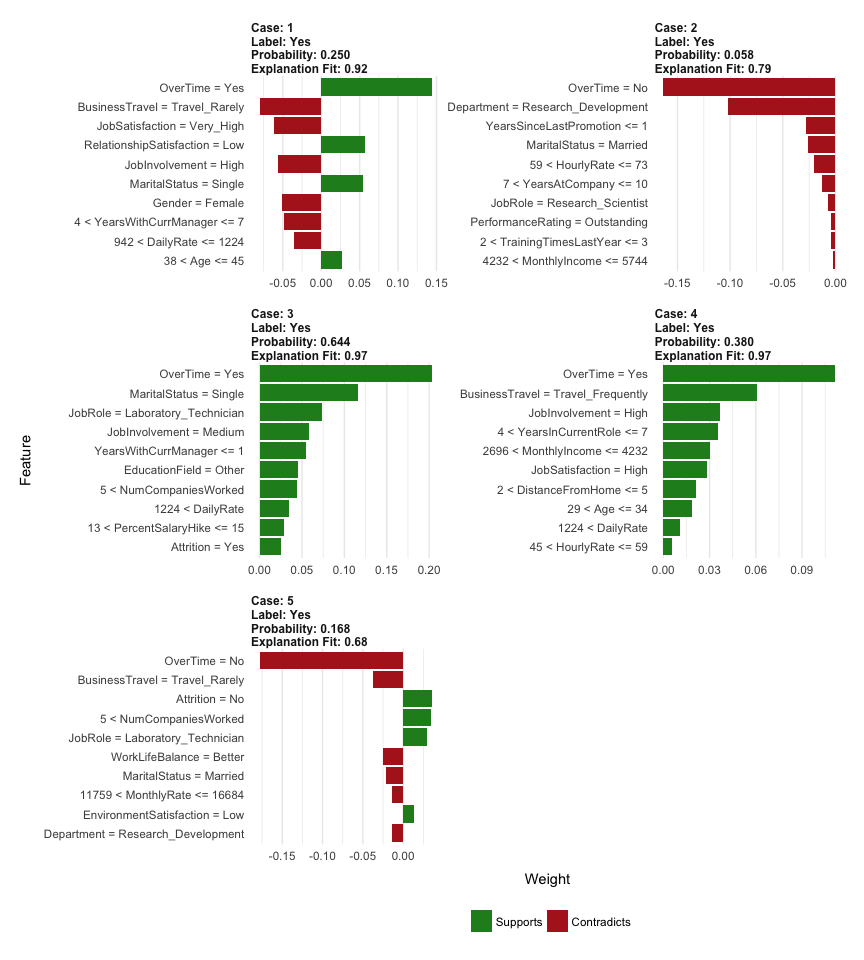 Case: 1
Label: Yes
Probability: 0.250
Explanation Fit: 0.92
OverTime = Yes
BusinessTravel = Travel_Rarely
JobSatisfaction = Very_High
RelationshipSatisfaction = Low
JobInvolvement = High
MaritalStatus = Single
Gender = Female
4 < YearsWithCurrManager <= 7
942 < DailyRate <= 1224
38 < Age <= 45
-0.05 0.00 0.05 0.10 0.15
Case: 2
Label: Yes
Probability: 0.058
Explanation Fit: 0.79
OverTime = No
Department = Research_Development
YearsSinceLastPromotion <= 1
MaritalStatus = Married
59 < HourlyRate <= 73
7 < YearsAtCompany <= 10
JobRole = Research_Scientist
PerformanceRating = Outstanding
2 < TrainingTimesLastYear <= 3
4232 < MonthlyIncome <= 5744
-0.15 -0.10 -0.05 0.00
Case: 3
Label: Yes
Probability: 0.644
Explanation Fit: 0.97
OverTime = Yes
MaritalStatus = Single
JobRole = Laboratory_Technician
JobInvolvement = Medium
YearsWithCurrManager <= 1
EducationField = Other
5 < NumCompaniesWorked
1224 < DailyRate
13 < PercentSalaryHike <= 15
Attrition = Yes
0.00 0.05 0.10 0.15 0.20
Case: 4
Label: Yes
Probability: 0.380
Explanation Fit: 0.97
OverTime = Yes
BusinessTravel = Travel_Frequently
JobInvolvement = High
4 < YearsInCurrentRole <= 7
2696 < MonthlyIncome <= 4232
JobSatisfaction = High
2 < DistanceFromHome <= 5
29 < Age <= 34
1224 < DailyRate
45 < HourlyRate <= 59
0.00 0.03 0.06 0.09
Case: 5
Label: Yes
Probability: 0.168
Explanation Fit: 0.68
OverTime = No
BusinessTravel = Travel_Rarely
Attrition = No
5 < NumCompaniesWorked
JobRole = Laboratory_Technician
WorkLifeBalance = Better
MaritalStatus = Married
11759 < MonthlyRate <= 16684
EnvironmentSatisfaction = Low
Department = Research_Development
-0.15 -0.10 -0.05 0.00
Feature
Weight
Supports Contradicts